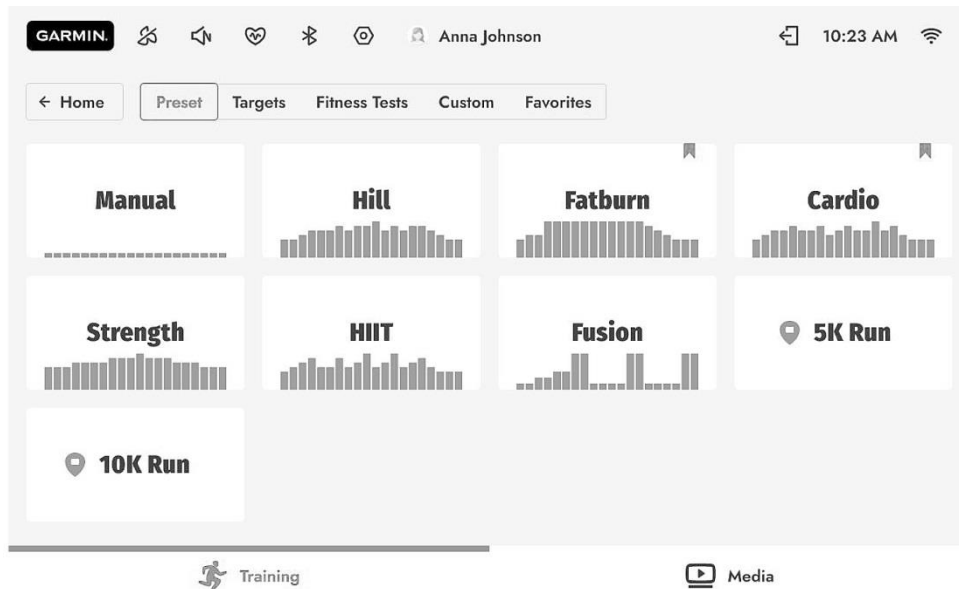 GARMIN. Anna Johnson 10:23 AM
← Home Preset Targets Fitness Tests Custom Favorites
Manual Hill Fatburn Cardio
Strength HIIT Fusion 5K Run
10K Run
Training Media